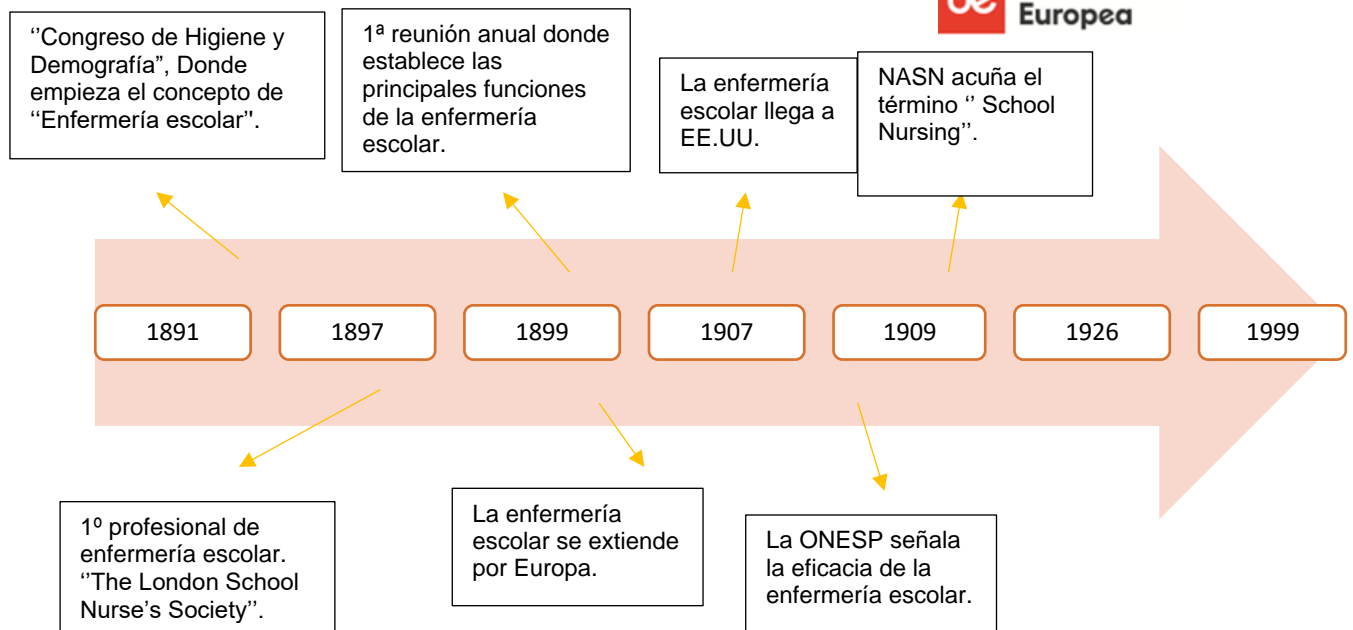 Europea
‘’Congreso de Higiene y
Demografía”, Donde
empieza el concepto de
‘‘Enfermería escolar’’.
1ª reunión anual donde
establece las
principales funciones
de la enfermería
escolar.
La enfermería
escolar llega a
EE.UU.
NASN acuña el
término ‘’ School
Nursing’’.
1891
1897
1899
1907
1909
1926
1999
1º profesional de
enfermería escolar.
‘’The London School
Nurse’s Society’’.
La enfermería
escolar se extiende
por Europa.
La ONESP señala
la eficacia de la
enfermería escolar.